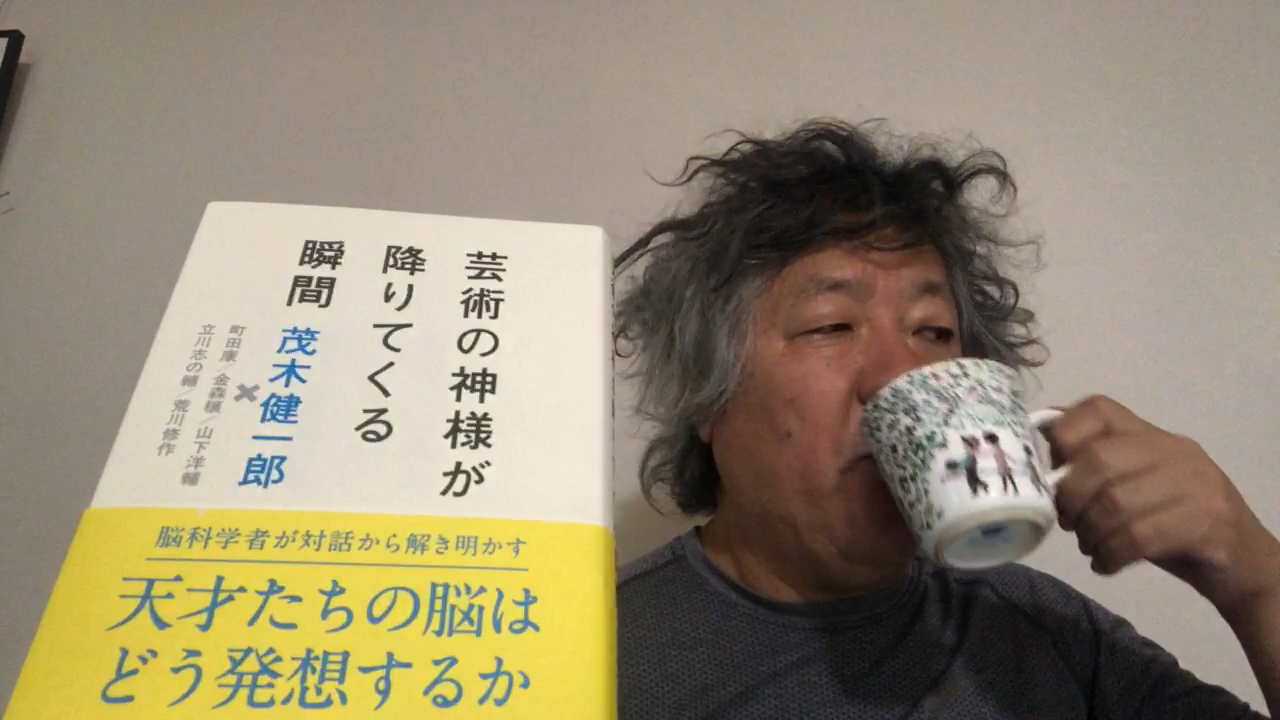 芸術の神様が
降りてくる
瞬間
茂木健一郎
×
町田康／金森穣／山下洋輔
立川志の輔／荒川修作
脳科学者が対話から解き明かす
天才たちの脳は
どう発想するか